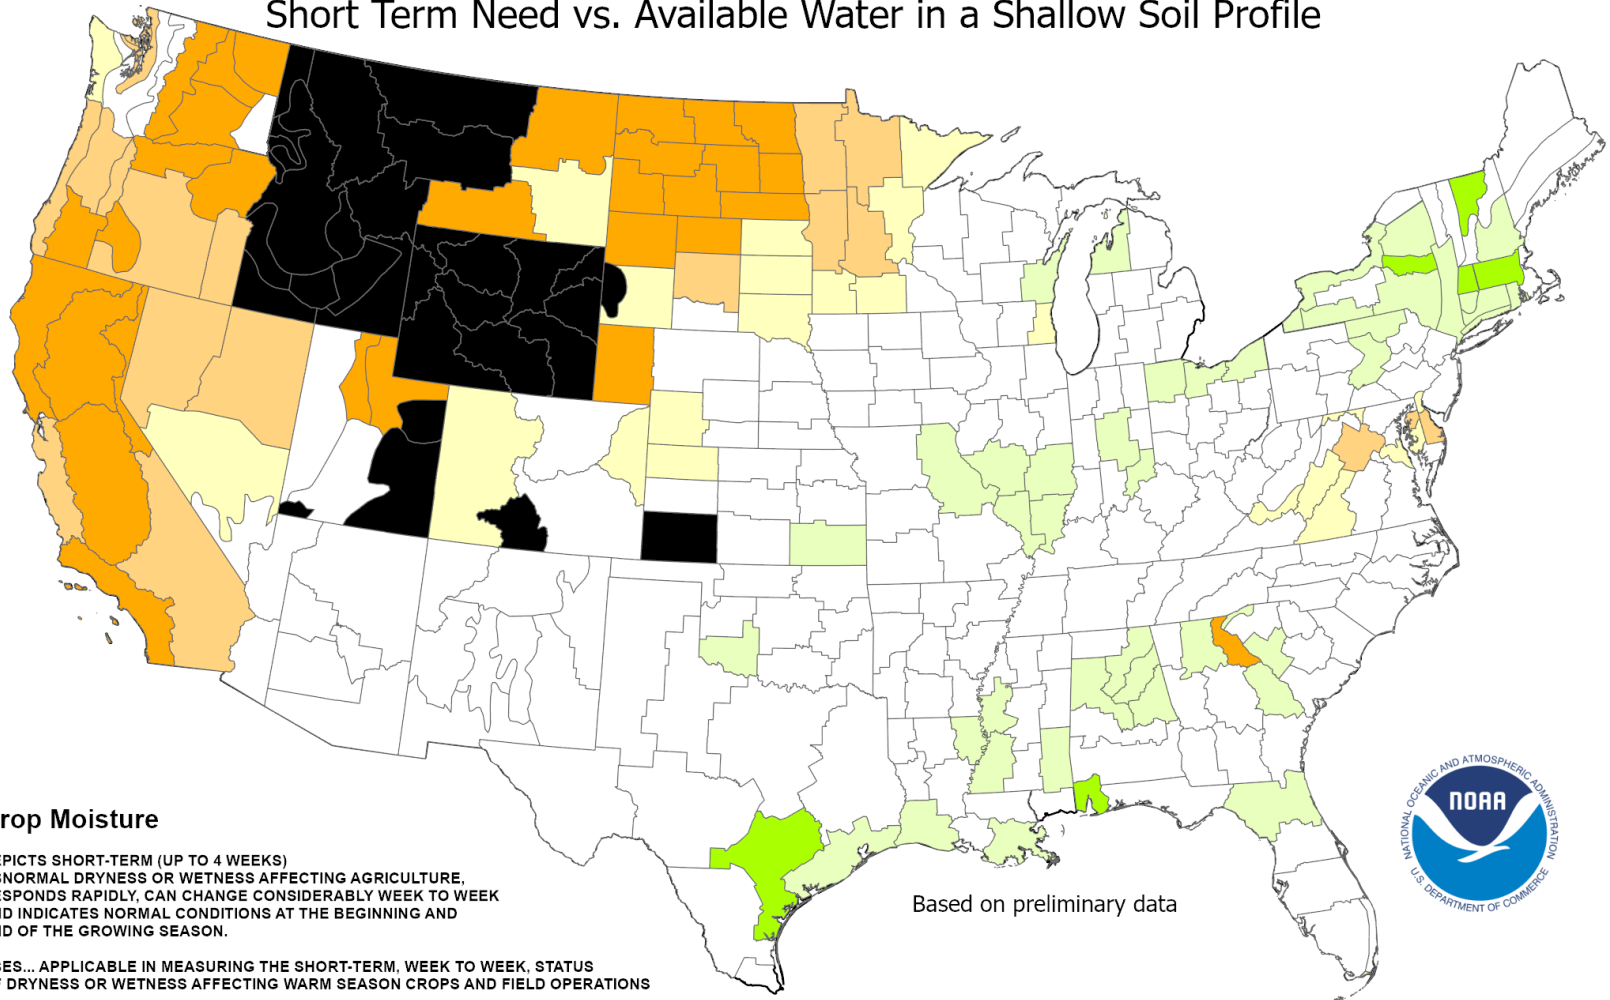 Short Term Need vs. Available Water in a Shallow Soil Profile
rop Moisture
EPICTS SHORT-TERM (UP TO 4 WEEKS)
BNORMAL DRYNESS OR WETNESS AFFECTING AGRICULTURE,
ESPONDS RAPIDLY, CAN CHANGE CONSIDERABLY WEEK TO WEEK
ND INDICATES NORMAL CONDITIONS AT THE BEGINNING AND
ND OF THE GROWING SEASON.
SES... APPLICABLE IN MEASURING THE SHORT-TERM, WEEK TO WEEK, STATUS
F DRYNESS OR WETNESS AFFECTING WARM SEASON CROPS AND FIELD OPERATIONS
Based on preliminary data
NATIONAL OCEANIC AND ATMOSPHERIC ADMINISTRATION
NOAA
U.S. DEPARTMENT OF COMMERCE